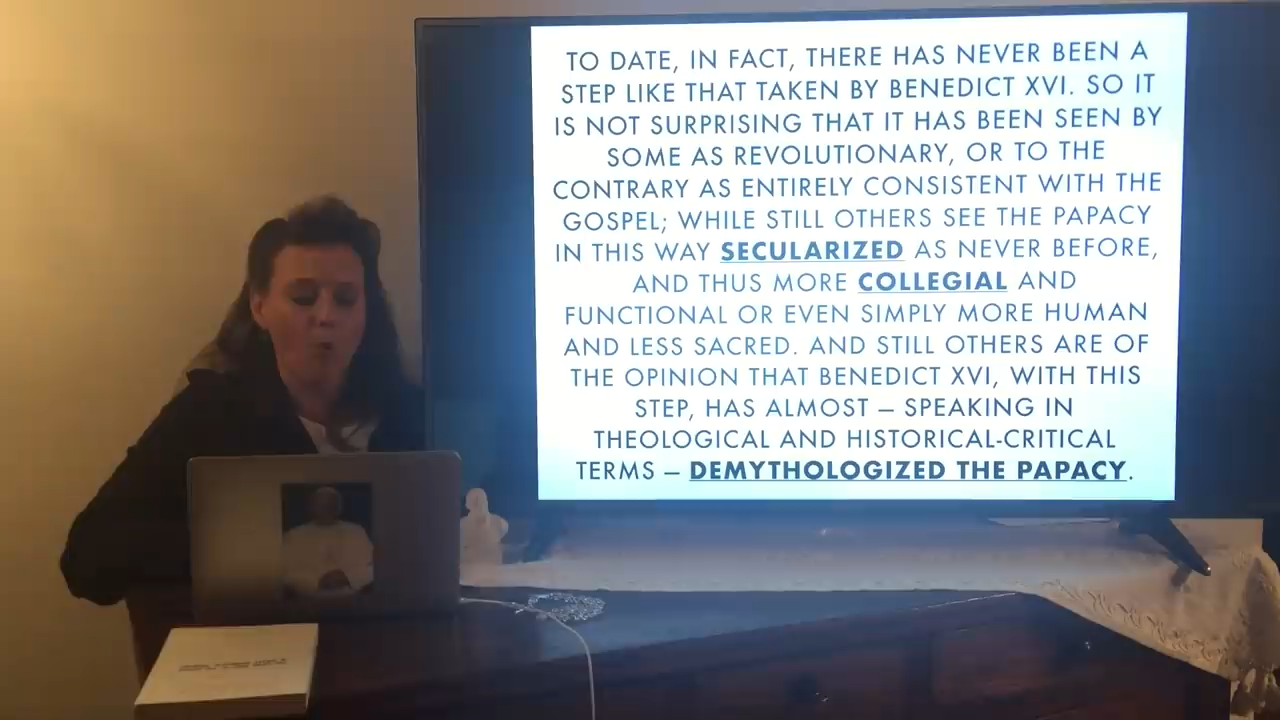 TO DATE, IN FACT, THERE HAS NEVER BEEN A
STEP LIKE THAT TAKEN BY BENEDICT XVI. SO IT
IS NOT SURPRISING THAT IT HAS BEEN SEEN BY
SOME AS REVOLUTIONARY, OR TO THE
CONTRARY AS ENTIRELY CONSISTENT WITH THE
GOSPEL; WHILE STILL OTHERS SEE THE PAPACY
IN THIS WAY SECULARIZED AS NEVER BEFORE,
AND THUS MORE COLLEGIAL AND
FUNCTIONAL OR EVEN SIMPLY MORE HUMAN
AND LESS SACRED. AND STILL OTHERS ARE OF
THE OPINION THAT BENEDICT XVI, WITH THIS
STEP, HAS ALMOST – SPEAKING IN
THEOLOGICAL AND HISTORICAL-CRITICAL
TERMS – DEMYTHOLOGIZED THE PAPACY.